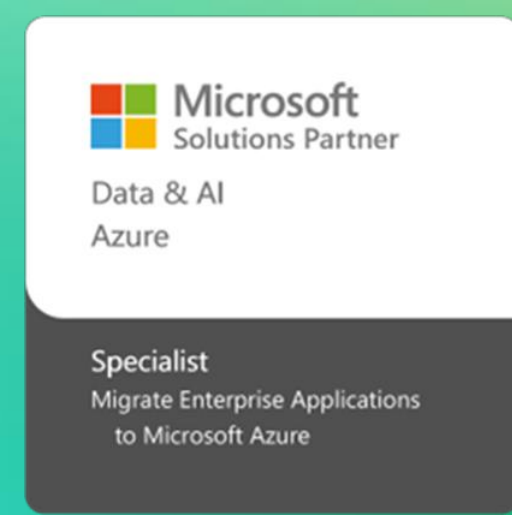 Microsoft
Solutions Partner
Data & AI
Azure
Specialist
Migrate Enterprise Applications
to Microsoft Azure